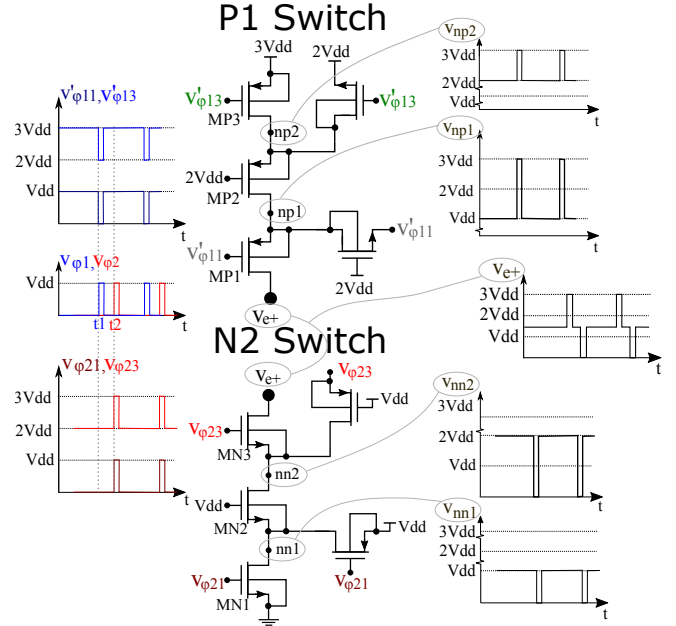 P1 Switch
3Vdd
2Vdd
V'φ13
V'φ13
MP3
np2
2Vdd
MP2
np1
V'φ11
MP1
V'φ11
2Vdd
Ve+
V'φ11,V'φ13
3Vdd
2Vdd
Vdd
t
Vφ1,Vφ2
Vdd
t1
t2
t
Vφ21,Vφ23
3Vdd
2Vdd
Vdd
t
N2 Switch
Ve+
Vφ23
Vdd
Vφ23
MN3
nn2
Vdd
MN2
nn1
Vdd
Vφ21
Vφ21
MN1
Vnp2
3Vdd
2Vdd
Vdd
t
Vnp1
3Vdd
2Vdd
Vdd
t
Ve+
3Vdd
2Vdd
Vdd
t
Vnn2
3Vdd
2Vdd
Vdd
t
Vnn1
3Vdd
2Vdd
Vdd
t